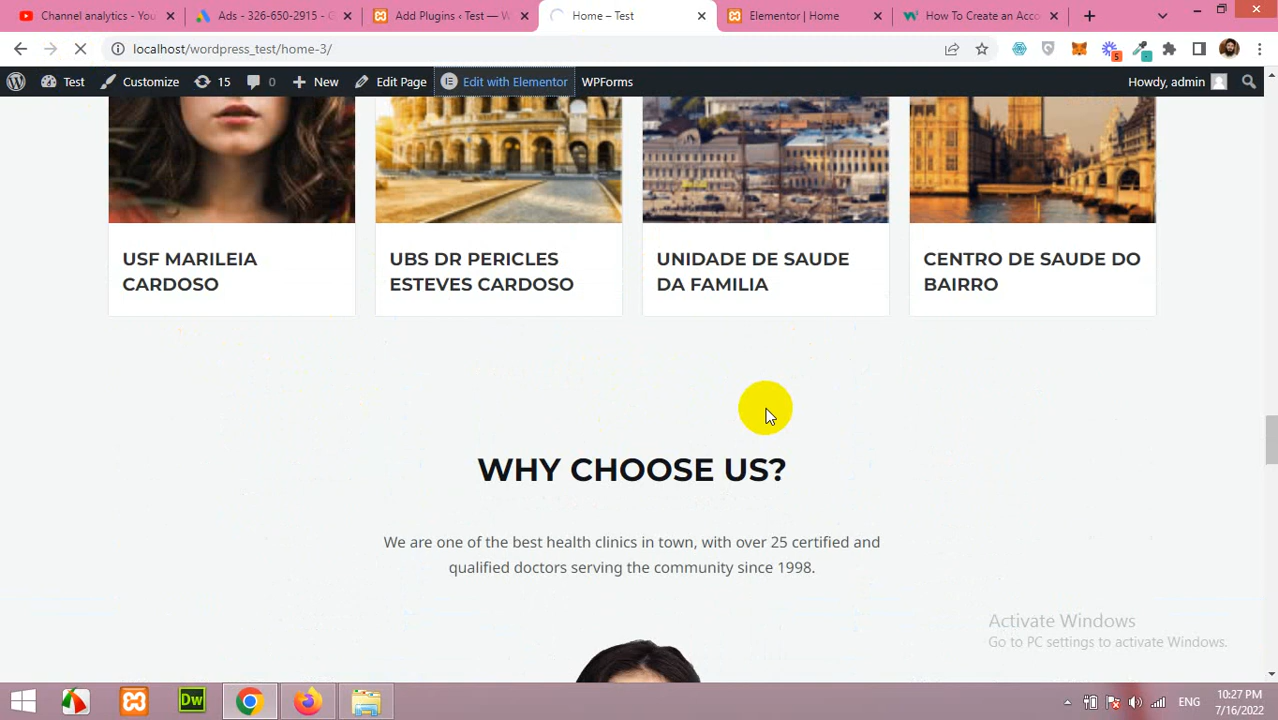 Channel analytics - You
Ads - 326-650-2915 - G
Add Plugins ‹ Test — W
Home – Test
Elementor | Home
How To Create an Acco
localhost/wordpress_test/home-3/
5
Test
Customize
15
0
New
Edit Page
Edit with Elementor
WPForms
Howdy, admin
USF MARILEIA
CARDOSO
UBS DR PERICLES
ESTEVES CARDOSO
UNIDADE DE SAUDE
DA FAMILIA
CENTRO DE SAUDE DO
BAIRRO
WHY CHOOSE US?
We are one of the best health clinics in town, with over 25 certified and
qualified doctors serving the community since 1998.
Activate Windows
Go to PC settings to activate Windows.
Dw
ENG
10:27 PM
7/16/2022